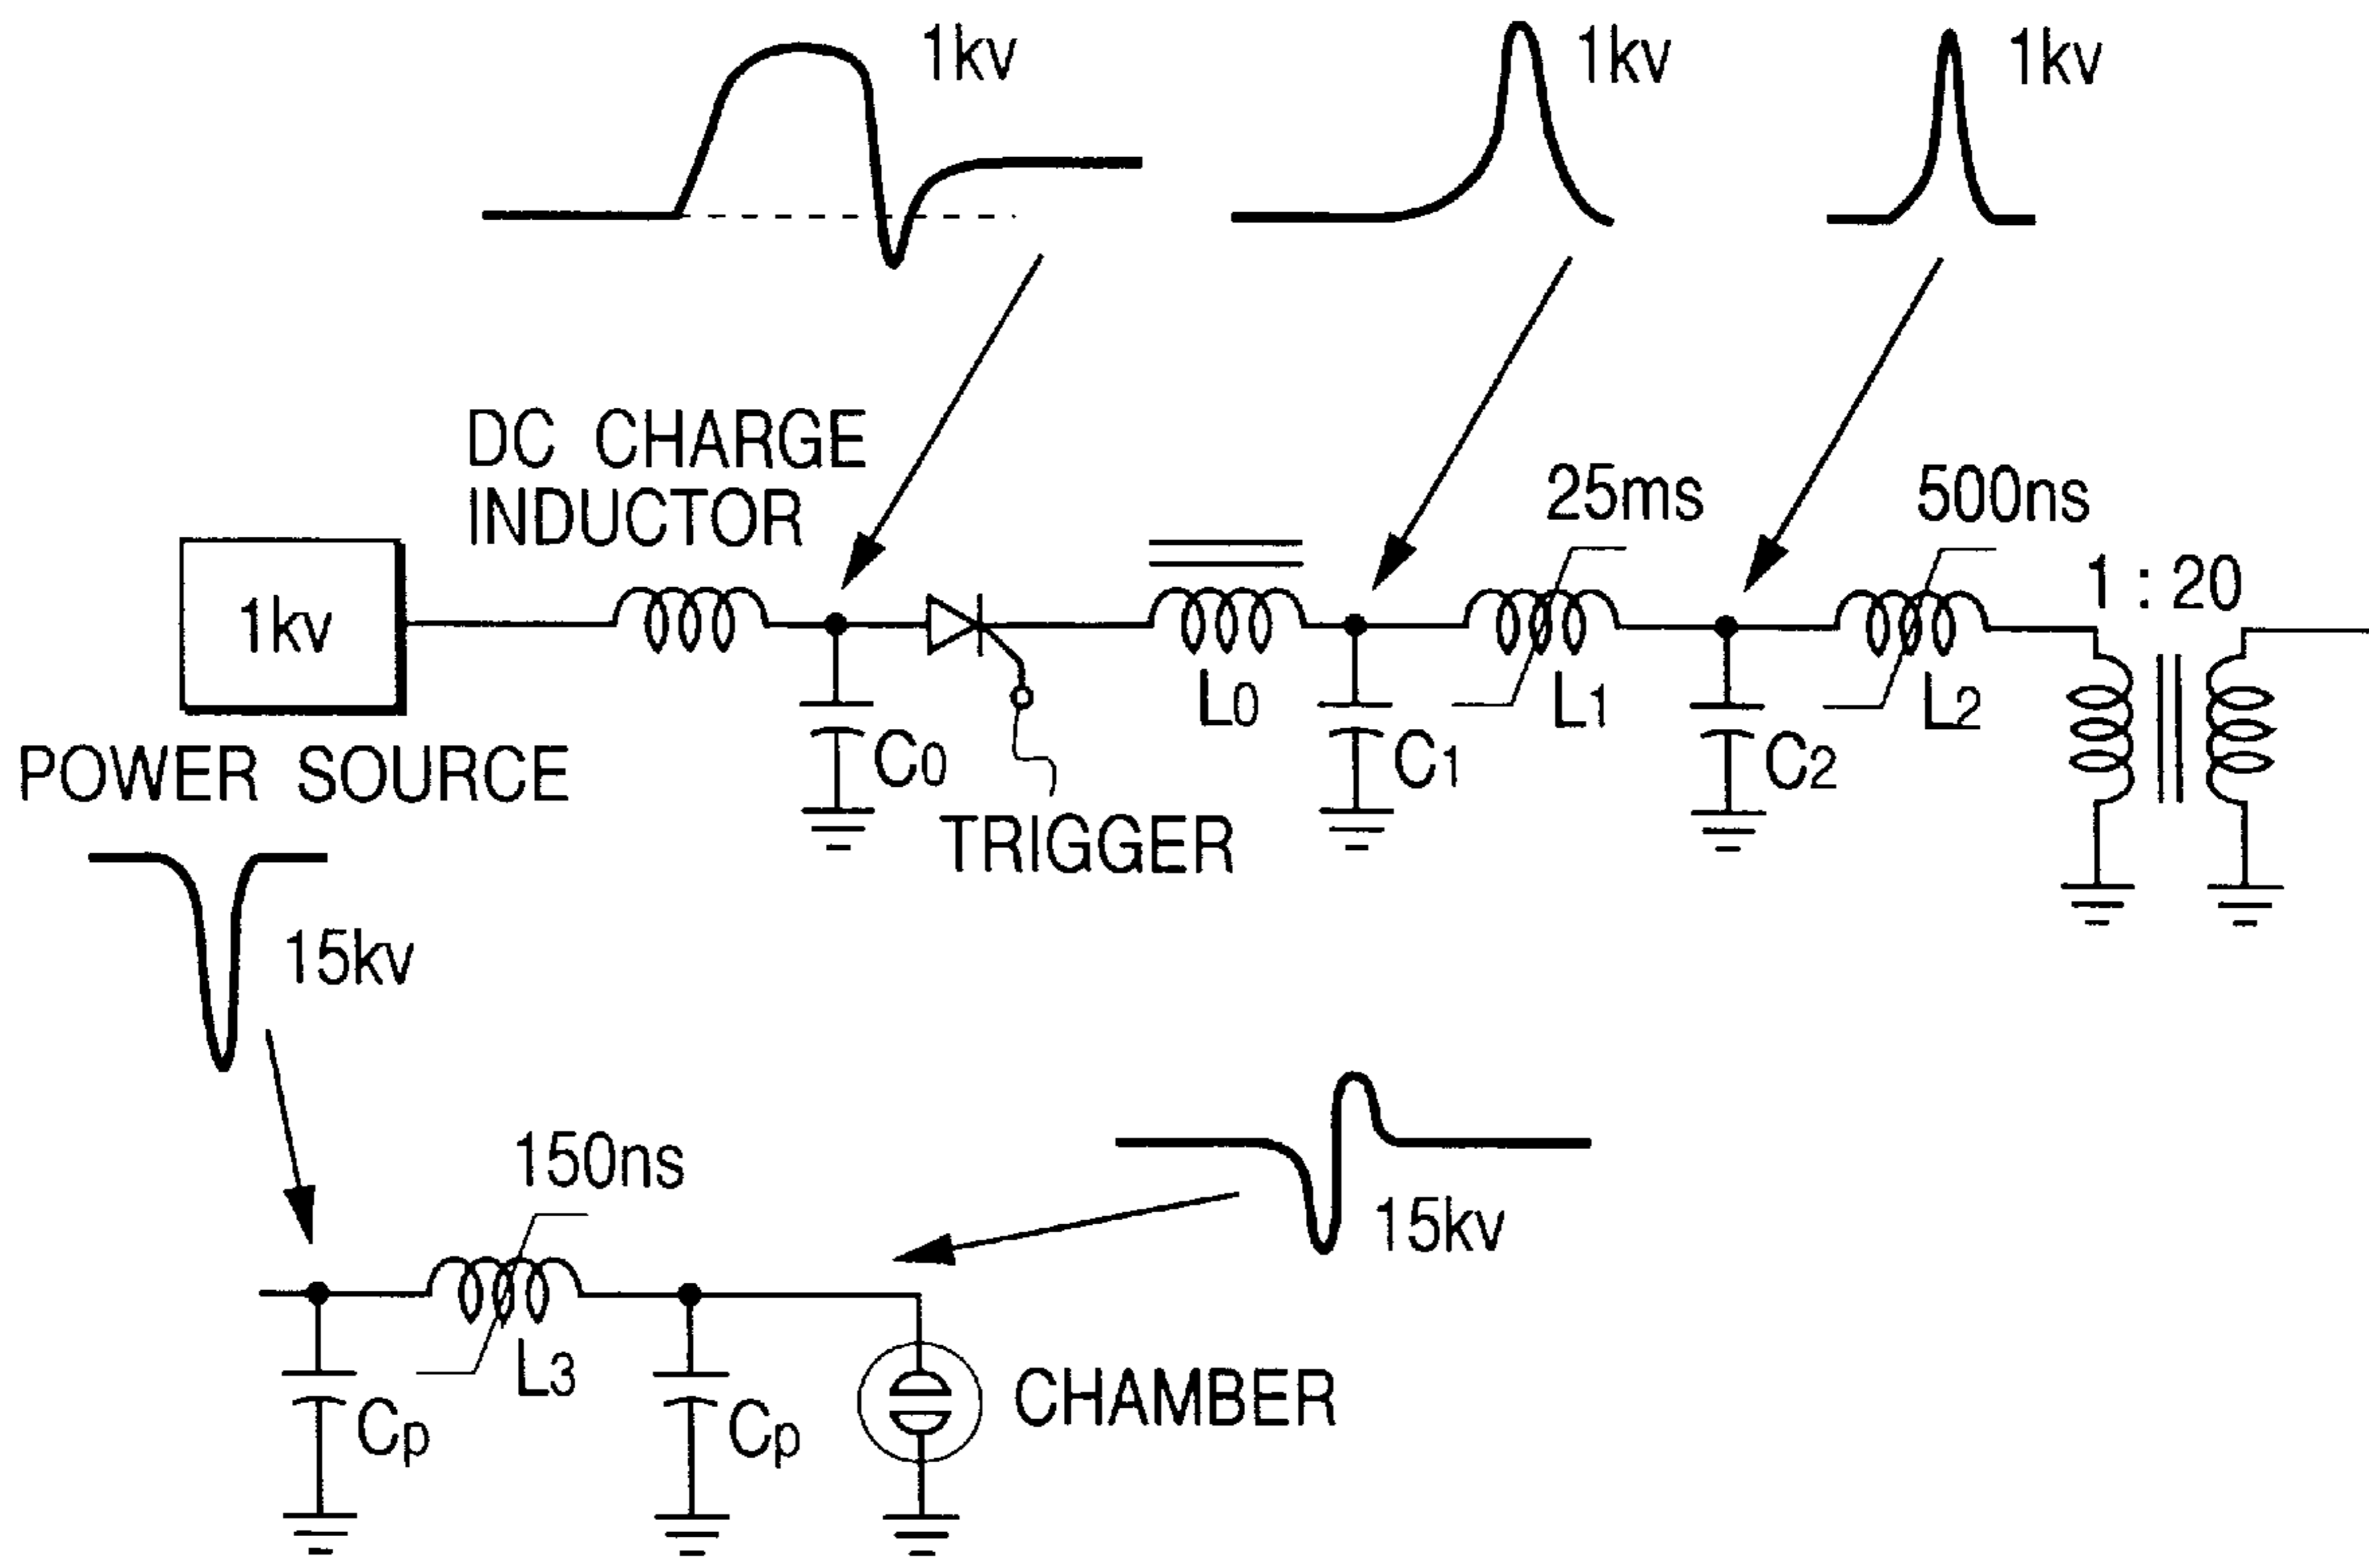 1kv
1kv
1kv
DC CHARGE
INDUCTOR
25ms
500ns
1 : 20
1kv
L0
L1
L2
C0
C1
C2
POWER SOURCE
TRIGGER
15kv
150ns
15kv
L3
Cp
Cp
CHAMBER